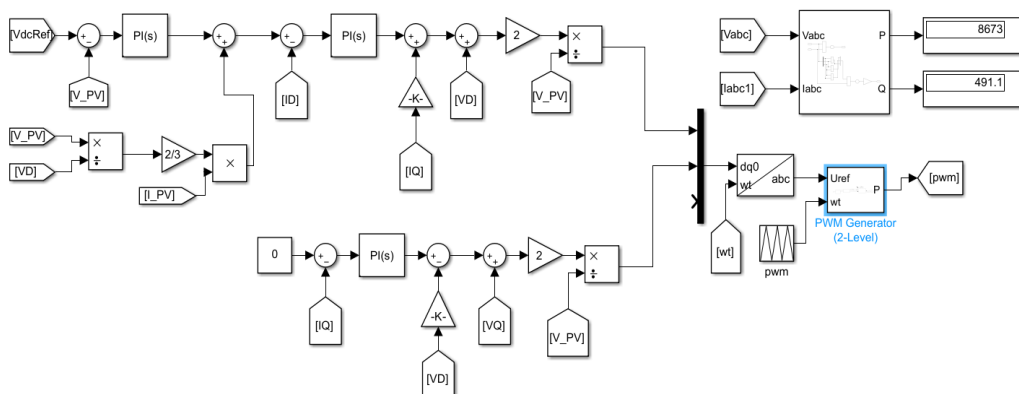 [VdcRef]
+
−
PI(s)
+
+
+
−
PI(s)
+
+
+
+
2
×
÷
[V_PV]
[ID]
-K-
[IQ]
[VD]
[V_PV]
[V_PV]
[VD]
×
÷
2/3
×
[I_PV]
0
+
−
PI(s)
+
−
+
+
2
×
÷
[IQ]
-K-
[VD]
[VQ]
[V_PV]
[Vabc]
[Iabc1]
Vabc
Iabc
P
Q
8673
491.1
dq0
wt
abc
[wt]
pwm
Uref
wt
P
PWM Generator
(2-Level)
[pwm]